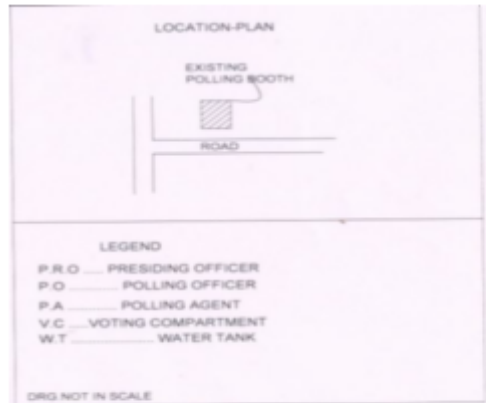 LOCATION-PLAN
EXISTING
POLLING BOOTH
ROAD
LEGEND
P.R.O ..... PRESIDING OFFICER
P.O .............. POLLING OFFICER
P.A .............. POLLING AGENT
V.C .....VOTING COMPARTMENT
W.T ...................... WATER TANK
DRG.NOT IN SCALE